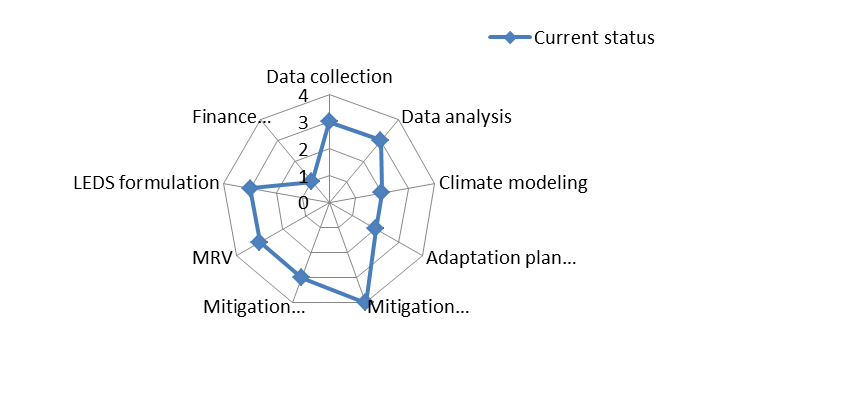 Current status
Data collection
4
Finance...
3
Data analysis
2
LEDS formulation
1
Climate modeling
0
MRV
Adaptation plan...
Mitigation...
Mitigation...